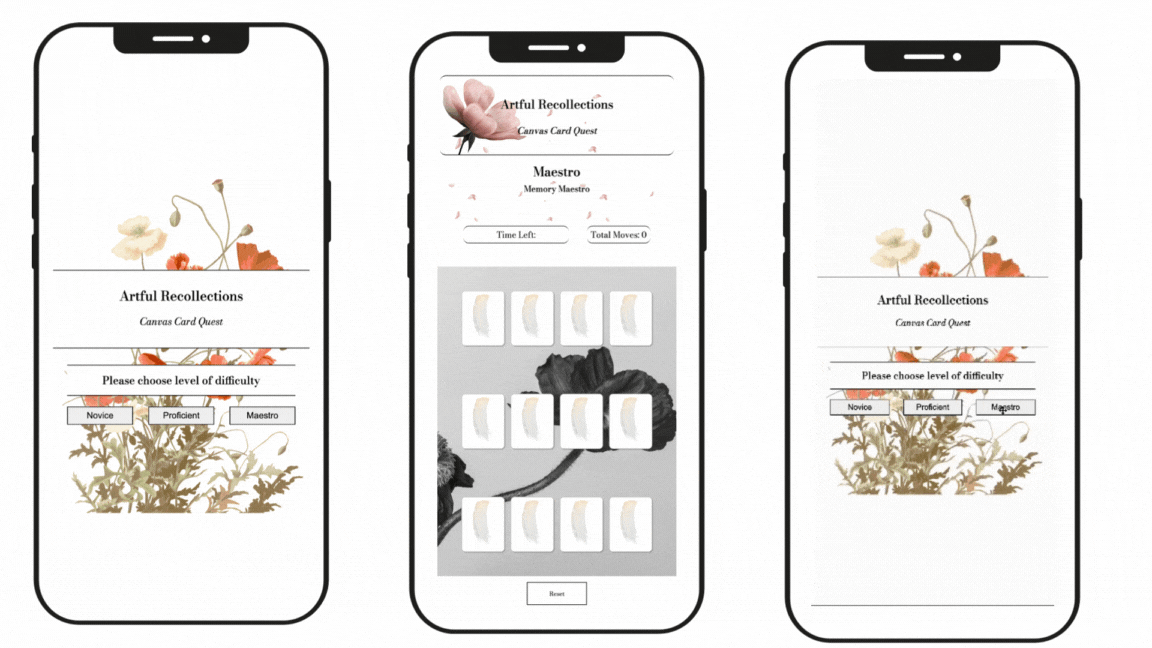 Artful Recollections
Canvas Card Quest
Please choose level of difficulty
Novice
Proficient
Maestro
Artful Recollections
Canvas Card Quest
Maestro
Memory Maestro
Time Left:
Total Moves: 0
Reset
Artful Recollections
Canvas Card Quest
Please choose level of difficulty
Novice
Proficient
Maestro